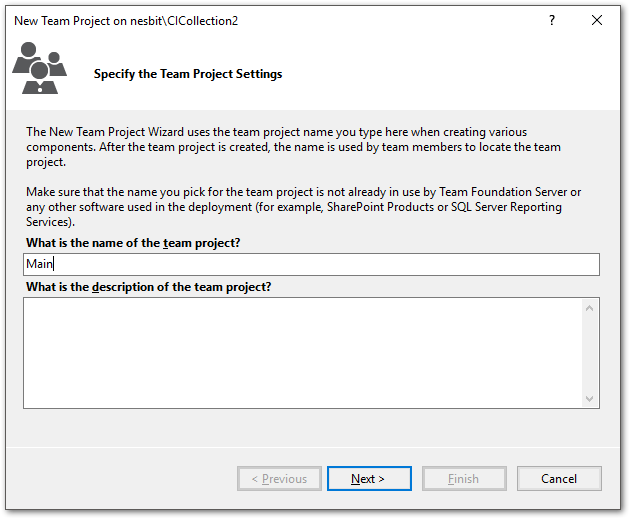 New Team Project on nesbit\CICollection2
?
Specify the Team Project Settings
The New Team Project Wizard uses the team project name you type here when creating various
components. After the team project is created, the name is used by team members to locate the team
project.
Make sure that the name you pick for the team project is not already in use by Team Foundation Server or
any other software used in the deployment (for example, SharePoint Products or SQL Server Reporting
Services).
What is the name of the team project?
Main
What is the description of the team project?
< Previous
Next >
Finish
Cancel